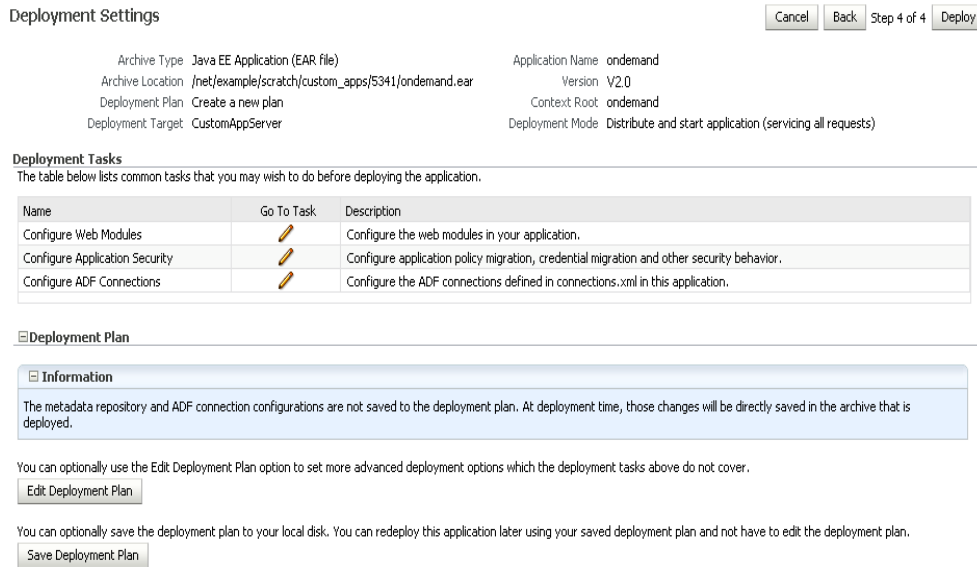 Deployment Settings
Cancel Back Step 4 of 4 Deploy
Archive Type Java EE Application (EAR file)
Archive Location /net/example/scratch/custom_apps/5341/ondemand.ear
Deployment Plan Create a new plan
Deployment Target CustomAppServer
Application Name ondemand
Version V2.0
Context Root ondemand
Deployment Mode Distribute and start application (servicing all requests)
Deployment Tasks
The table below lists common tasks that you may wish to do before deploying the application.
Name Go To Task Description
Configure Web Modules Configure the web modules in your application.
Configure Application Security Configure application policy migration, credential migration and other security behavior.
Configure ADF Connections Configure the ADF connections defined in connections.xml in this application.
Deployment Plan
Information
The metadata repository and ADF connection configurations are not saved to the deployment plan. At deployment time, those changes will be directly saved in the archive that is
deployed.
You can optionally use the Edit Deployment Plan option to set more advanced deployment options which the deployment tasks above do not cover.
Edit Deployment Plan
You can optionally save the deployment plan to your local disk. You can redeploy this application later using your saved deployment plan and not have to edit the deployment plan.
Save Deployment Plan